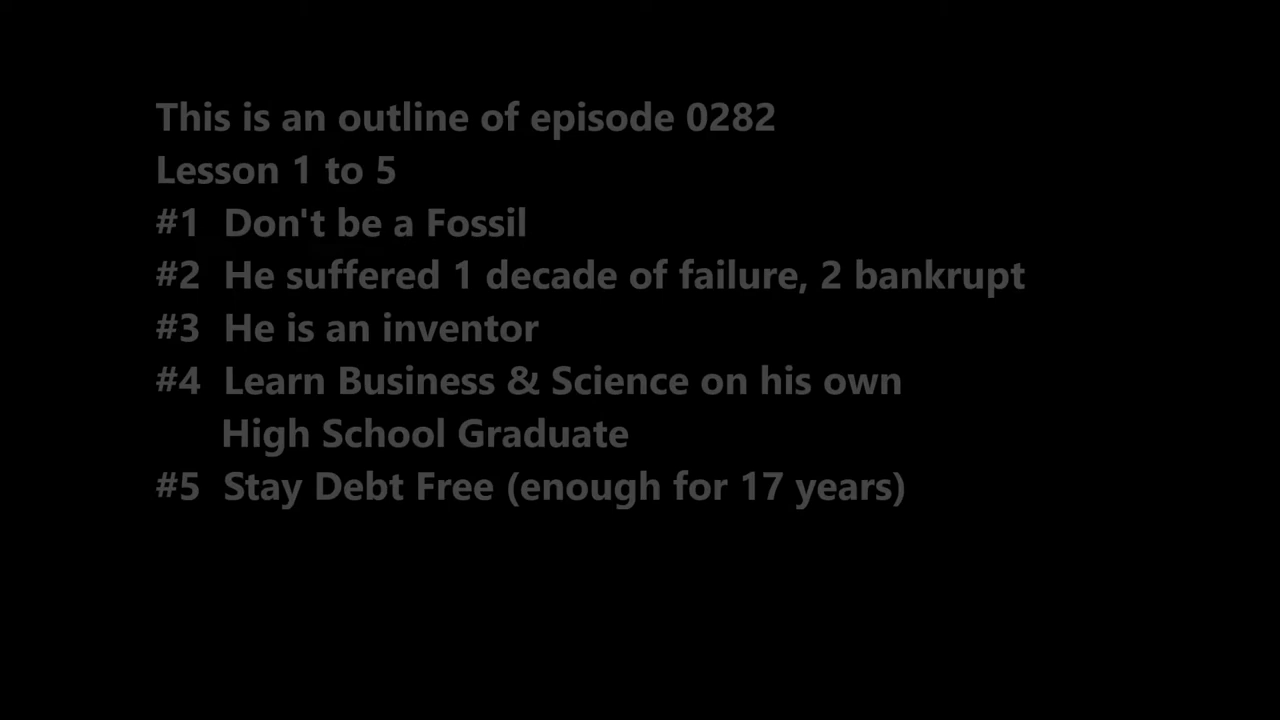 This is an outline of episode 0282
Lesson 1 to 5
#1 Don't be a Fossil
#2 He suffered 1 decade of failure, 2 bankrupt
#3 He is an inventor
#4 Learn Business & Science on his own
High School Graduate
#5 Stay Debt Free (enough for 17 years)